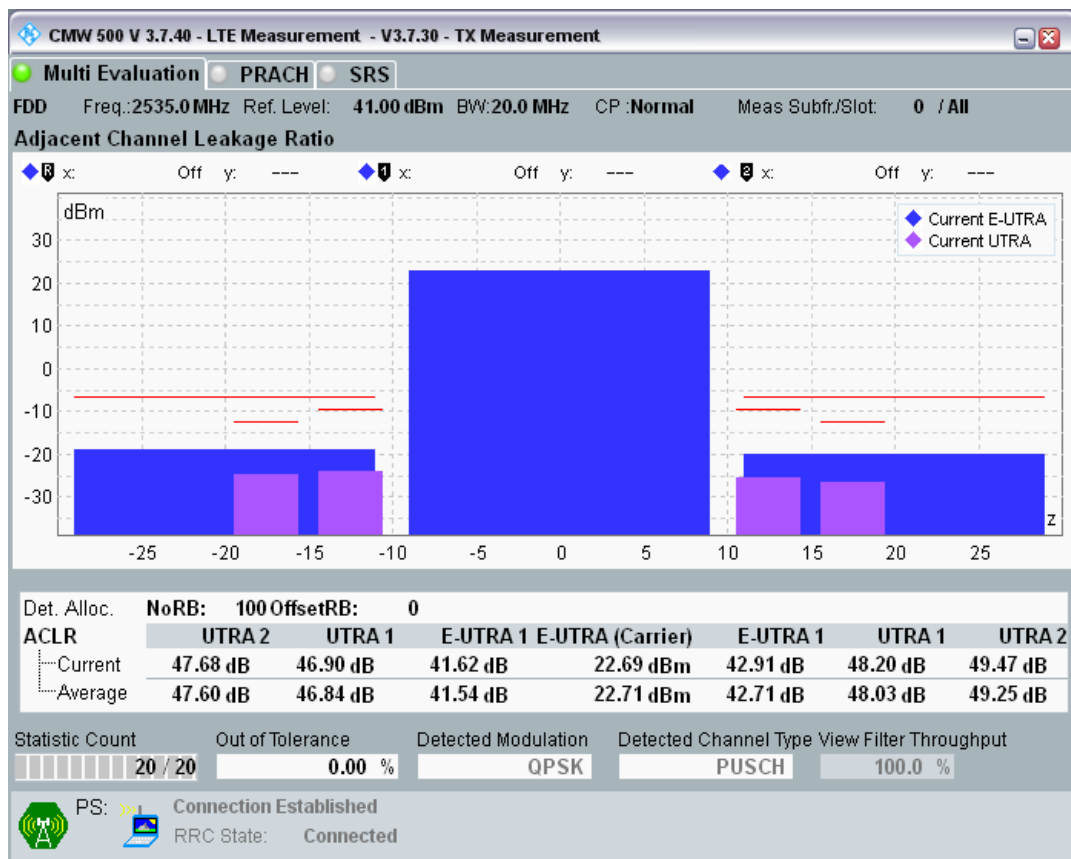 CMW 500 V 3.7.40 - LTE Measurement - V3.7.30 - TX Measurement
Multi Evaluation PRACH SRS
FDD Freq.:2535.0 MHz Ref. Level: 41.00 dBm BW:20.0 MHz CP :Normal Meas Subfr./Slot: 0 / All
Adjacent Channel Leakage Ratio
R x: Off y: --- 1 x: Off y: --- 2 x: Off y: ---
dBm
Current E-UTRA
Current UTRA
30
20
10
0
-10
-20
-30
z
-25 -20 -15 -10 -5 0 5 10 15 20 25
Det. Alloc. NoRB: 100 OffsetRB: 0
ACLR UTRA 2 UTRA 1 E-UTRA 1 E-UTRA (Carrier) E-UTRA 1 UTRA 1 UTRA 2
Current 47.68 dB 46.90 dB 41.62 dB 22.69 dBm 42.91 dB 48.20 dB 49.47 dB
Average 47.60 dB 46.84 dB 41.54 dB 22.71 dBm 42.71 dB 48.03 dB 49.25 dB
Statistic Count Out of Tolerance Detected Modulation Detected Channel Type View Filter Throughput
20 / 20 0.00 % QPSK PUSCH 100.0 %
PS: Connection Established
RRC State: Connected